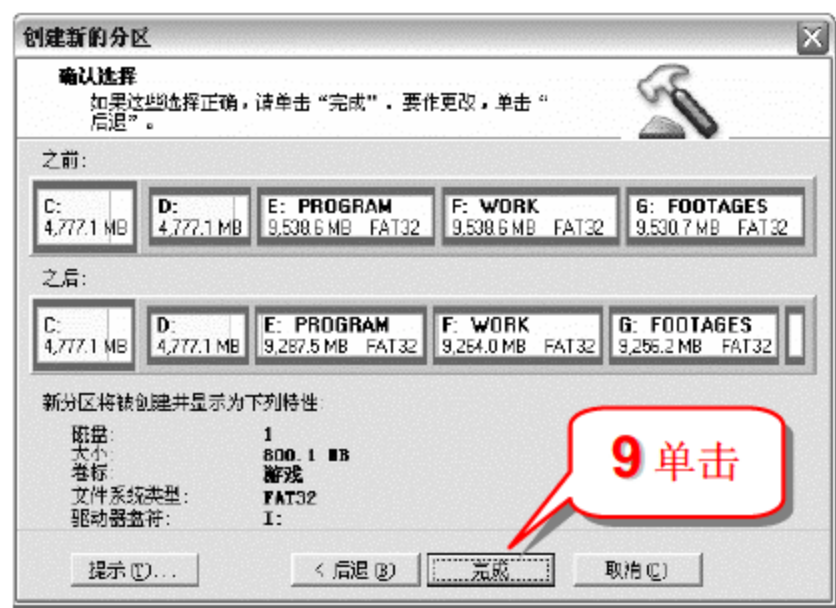 创建新的分区
确认选择
如果这些选择正确，请单击“完成”．要作更改，单击“
后退”。
之前:
C: D: E: PROGRAM F: WORK G: FOOTAGES
4,777.1 MB 4,777.1 MB 9,538.6 MB FAT32 9,538.6 MB FAT32 9,530.7 MB FAT32
之后:
C: D: E: PROGRAM F: WORK G: FOOTAGES
4,777.1 MB 4,777.1 MB 9,287.5 MB FAT32 9,264.0 MB FAT32 9,256.2 MB FAT32
新分区将被创建并显示为下列特性:
磁盘: 1
大小: 800.1 MB
卷标: 游戏
文件系统类型: FAT32
驱动器盘符: I:
9 单击
提示(T)... < 后退(B) 完成 取消(C)